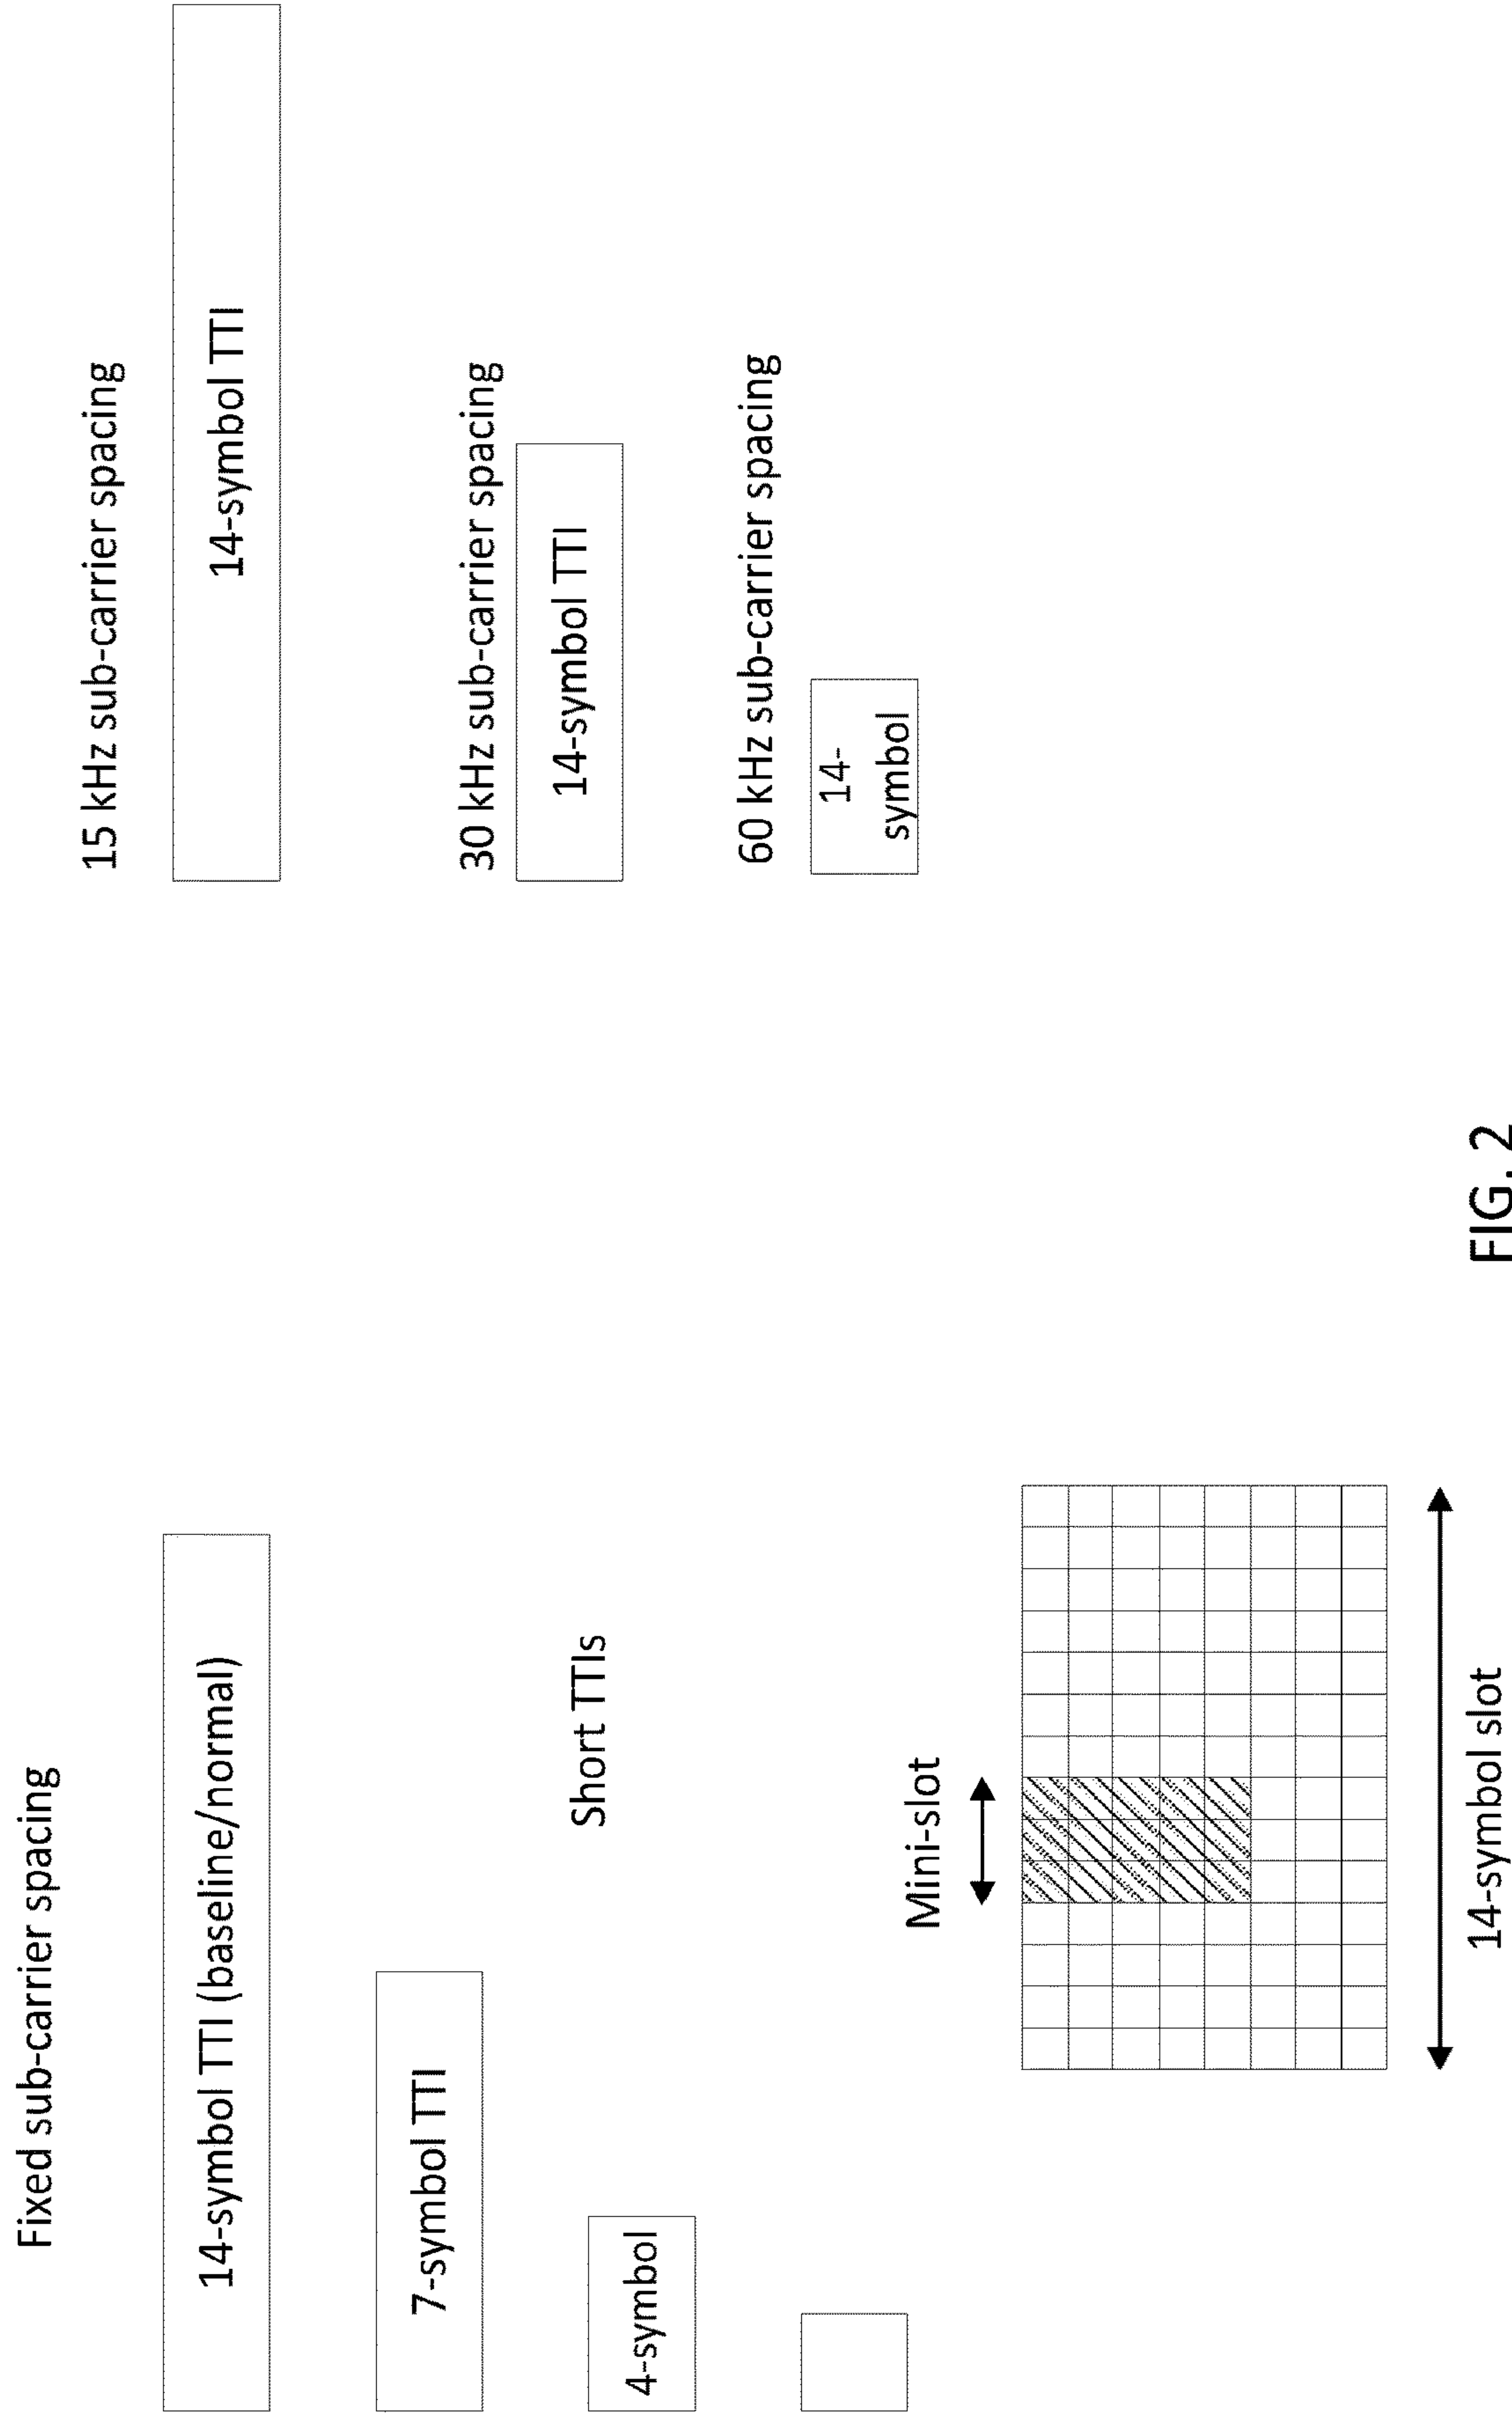 Fixed sub-carrier spacing
14-symbol TTI (baseline/normal)
7-symbol TTI
Short TTIs
4-symbol
Mini-slot
14-symbol slot
15 kHz sub-carrier spacing
14-symbol TTI
30 kHz sub-carrier spacing
14-symbol TTI
60 kHz sub-carrier spacing
14-
symbol
FIG. 2